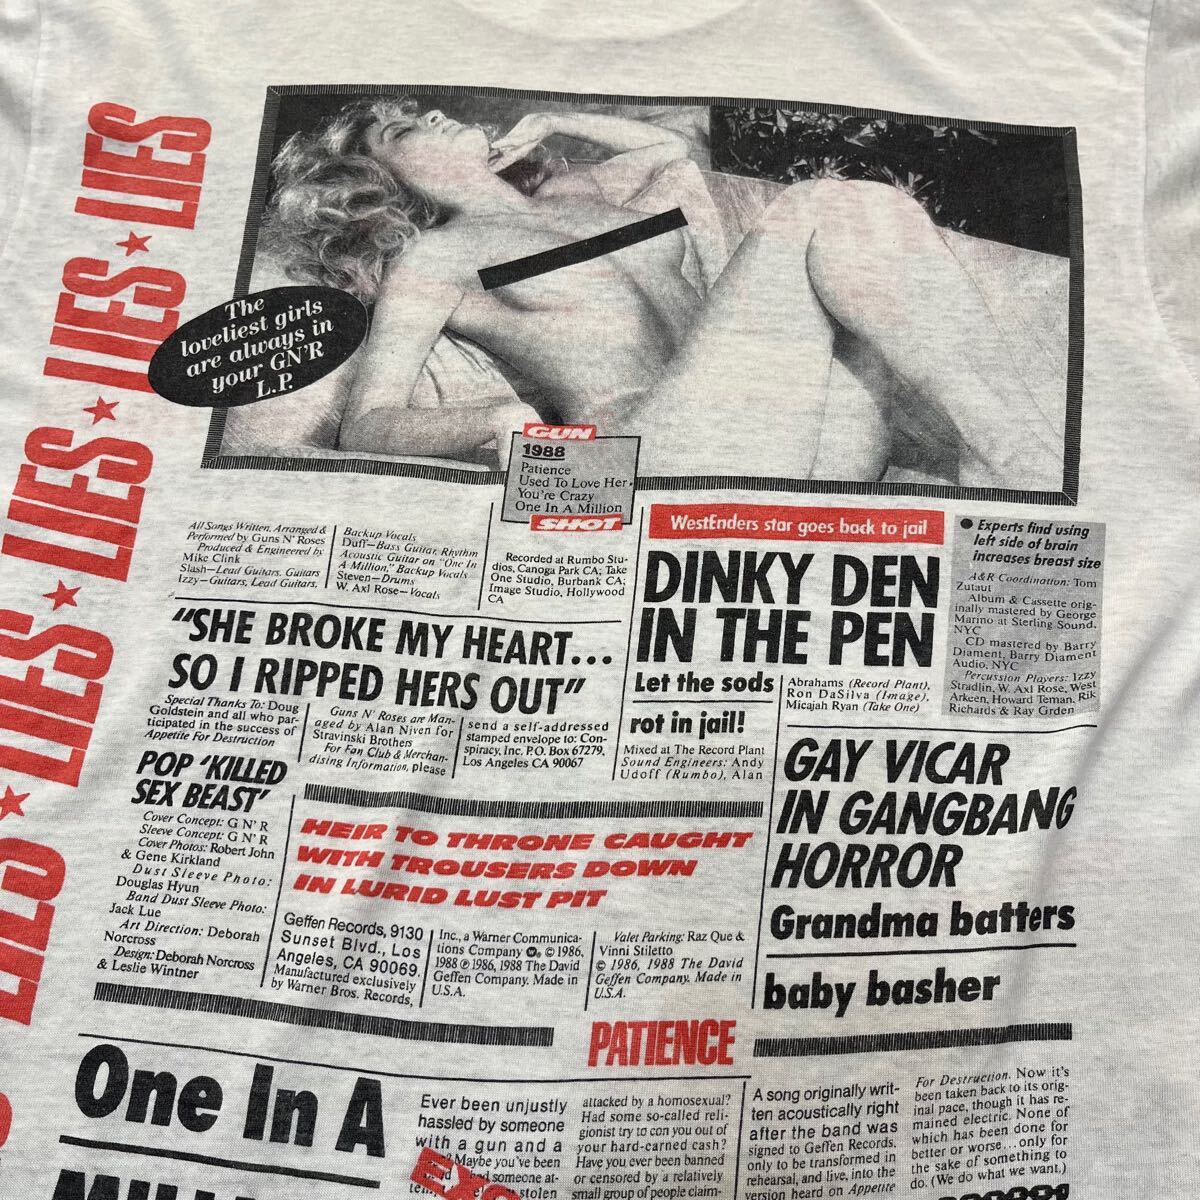 LIES ★ LIES ★ LIES ★ LIES ★ LIES ★ LIES
The
loveliest girls
are always in
your GN'R
L.P.
GUN
1988
Patience
Used To Love Her
You're Crazy
One In A Million
SHOT
All Songs Written, Arranged &
Performed by Guns N' Roses
Produced & Engineered by
Mike Clink
Slash—Lead Guitars, Guitars
Izzy—Guitars, Lead Guitars,
Backup Vocals
Duff—Bass Guitar, Rhythm
Acoustic Guitar on "One In
A Million," Backup Vocals
Steven—Drums
W. Axl Rose—Vocals
Recorded at Rumbo Stu-
dios, Canoga Park CA; Take
One Studio, Burbank CA;
Image Studio, Hollywood
CA
WestEnders star goes back to jail
DINKY DEN
IN THE PEN
Let the sods
rot in jail!
Mixed at The Record Plant
Sound Engineers: Andy
Udoff (Rumbo), Alan
Abrahams (Record Plant),
Ron DaSilva (Image),
Micajah Ryan (Take One)
● Experts find using
left side of brain
increases breast size
A&R Coordination: Tom
Zutaut
Album & Cassette orig-
inally mastered by George
Marino at Sterling Sound,
NYC
CD mastered by Barry
Diament, Barry Diament
Audio, NYC
Percussion Players: Izzy
Stradlin, W. Axl Rose, West
Arkeen, Howard Teman, Rik
Richards & Ray Grden
"SHE BROKE MY HEART...
SO I RIPPED HERS OUT"
Special Thanks To: Doug
Goldstein and all who par-
ticipated in the success of
Appetite For Destruction
Guns N' Roses are Man-
aged by Alan Niven for
Stravinski Brothers
For Fan Club & Merchan-
dising Information, please
send a self-addressed
stamped envelope to: Con-
spiracy, Inc. P.O. Box 67279,
Los Angeles CA 90067
POP 'KILLED
SEX BEAST'
Cover Concept: G N' R
Sleeve Concept: G N' R
Cover Photos: Robert John
& Gene Kirkland
Dust Sleeve Photo:
Douglas Hyun
Band Dust Sleeve Photo:
Jack Lue
Art Direction: Deborah
Norcross
Design: Deborah Norcross
& Leslie Wintner
HEIR TO THRONE CAUGHT
WITH TROUSERS DOWN
IN LURID LUST PIT
Geffen Records, 9130
Sunset Blvd., Los
Angeles, CA 90069.
Manufactured exclusively
by Warner Bros. Records,
Inc., a Warner Communica-
tions Company © 1986,
1988 ℗ 1986, 1988 The David
Geffen Company. Made in
U.S.A.
Valet Parking: Raz Que &
Vinni Stiletto
© 1986, 1988 The David
Geffen Company. Made in
U.S.A.
GAY VICAR
IN GANGBANG
HORROR
Grandma batters
baby basher
PATIENCE
One In A
Ever been unjustly
hassled by someone
with a gun and a
Maybe you've been
someone at-
stolen
attacked by a homosexual?
Had some so-called reli-
gionist try to con you out of
your hard-carned cash?
Have you ever been banned
or censored by a relatively
small group of people claim-
A song originally writ-
ten acoustically right
after the band was
signed to Geffen Records,
only to be transformed in
rehearsal, and live, into the
version heard on Appetite
For Destruction. Now it's
been taken back to its orig-
inal pace, though it has re-
mained electric. None of
which has been done for
better or worse...only for
the sake of something to
do. (We do what we want.)